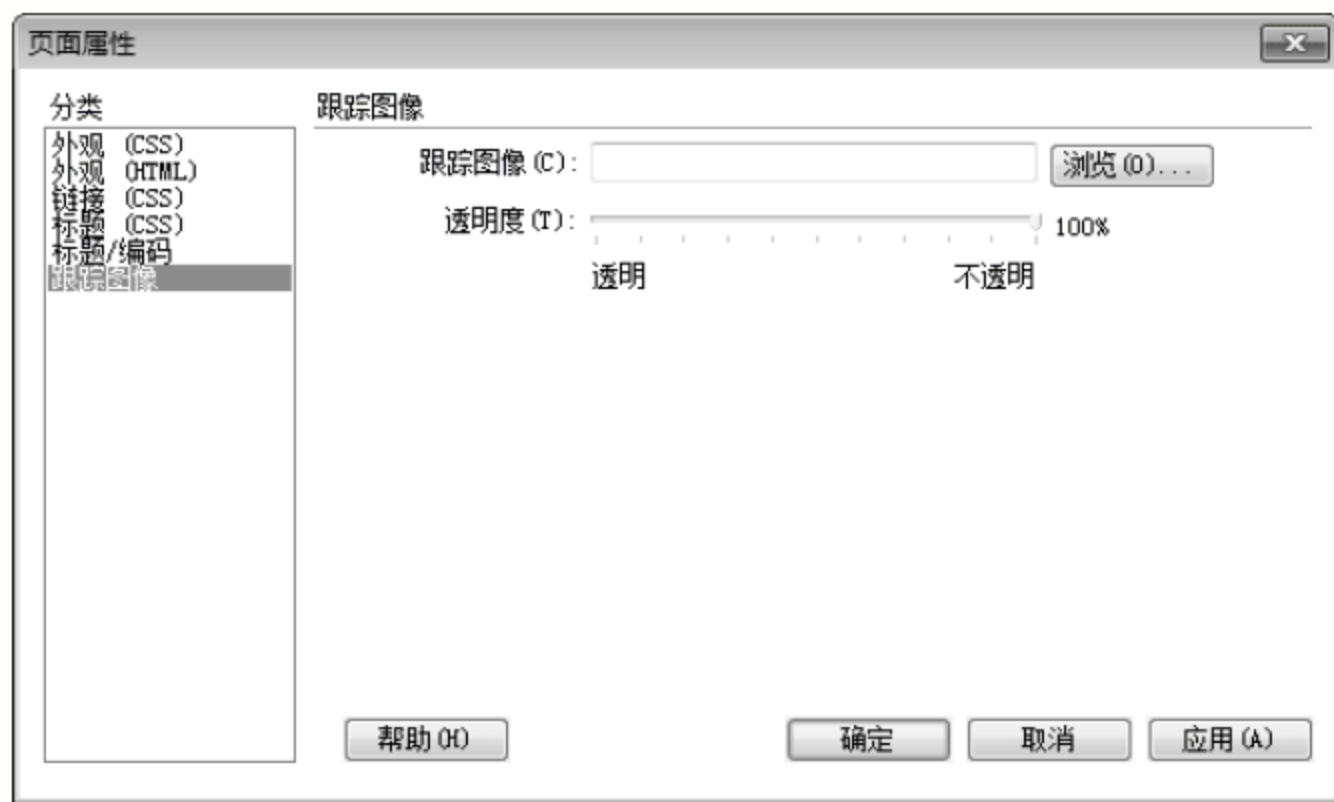 页面属性
分类
外观 (CSS)
外观 (HTML)
链接 (CSS)
标题 (CSS)
标题/编码
跟踪图像
跟踪图像
跟踪图像(C):
浏览(O)...
透明度(T):
100%
透明
不透明
帮助(H)
确定
取消
应用(A)